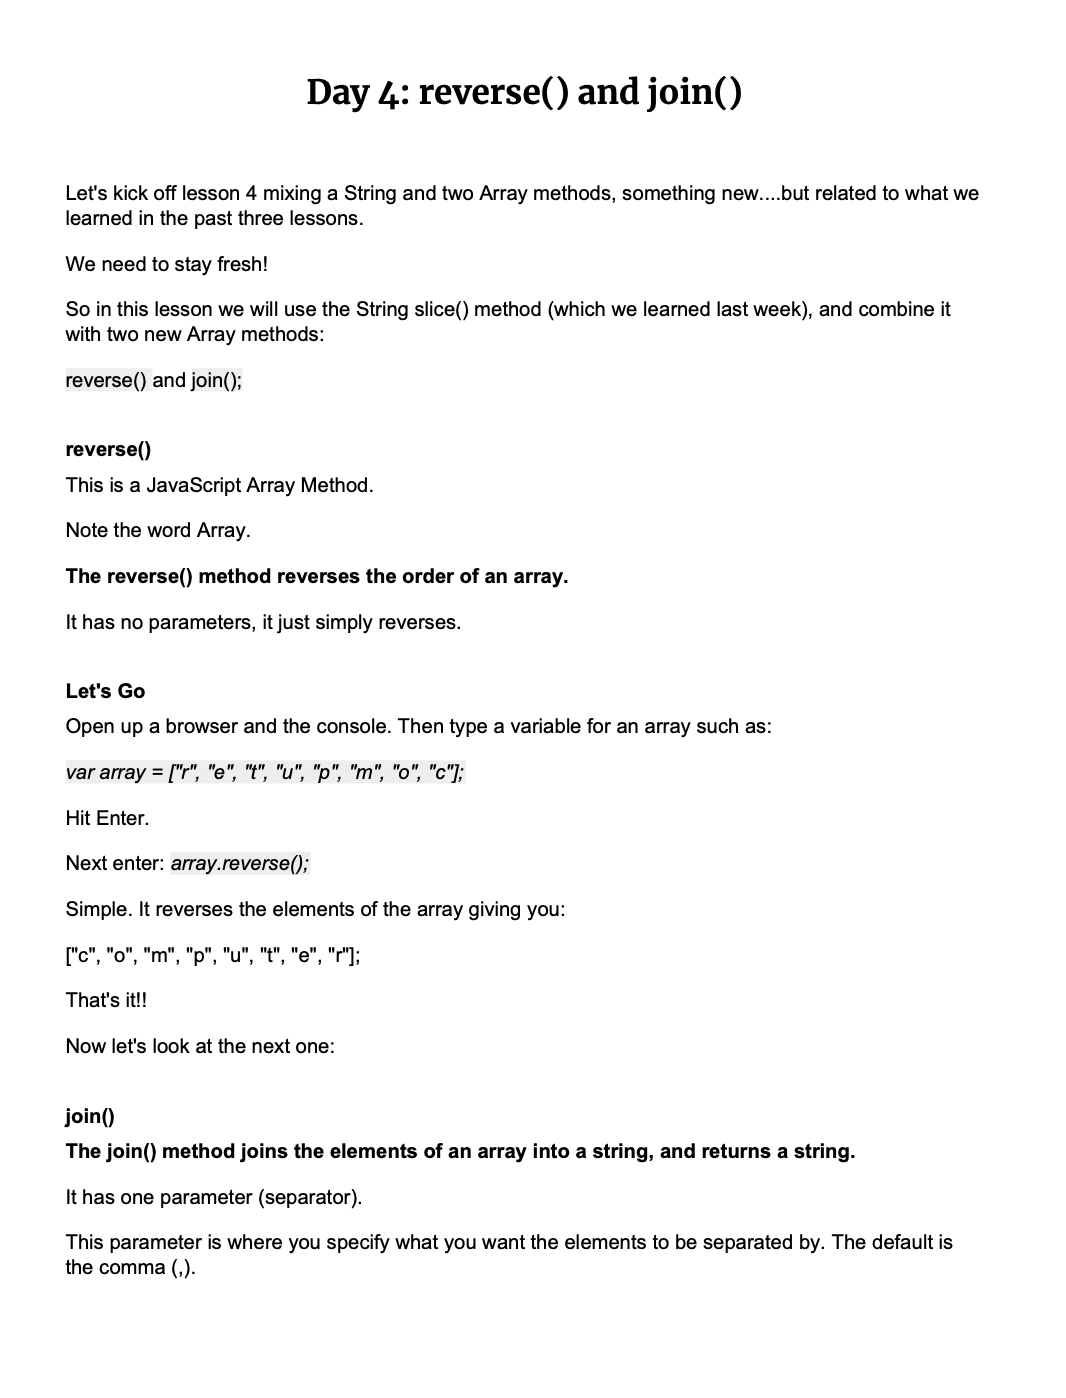 Day 4: reverse() and join()
Let's kick off lesson 4 mixing a String and two Array methods, something new....but related to what we
learned in the past three lessons.
We need to stay fresh!
So in this lesson we will use the String slice() method (which we learned last week), and combine it
with two new Array methods:
reverse() and join();
reverse()
This is a JavaScript Array Method.
Note the word Array.
The reverse() method reverses the order of an array.
It has no parameters, it just simply reverses.
Let's Go
Open up a browser and the console. Then type a variable for an array such as:
var array = ["r", "e", "t", "u", "p", "m", "o", "c"];
Hit Enter.
Next enter: array.reverse();
Simple. It reverses the elements of the array giving you:
["c", "o", "m", "p", "u", "t", "e", "r"];
That's it!!
Now let's look at the next one:
join()
The join() method joins the elements of an array into a string, and returns a string.
It has one parameter (separator).
This parameter is where you specify what you want the elements to be separated by. The default is
the comma (,).